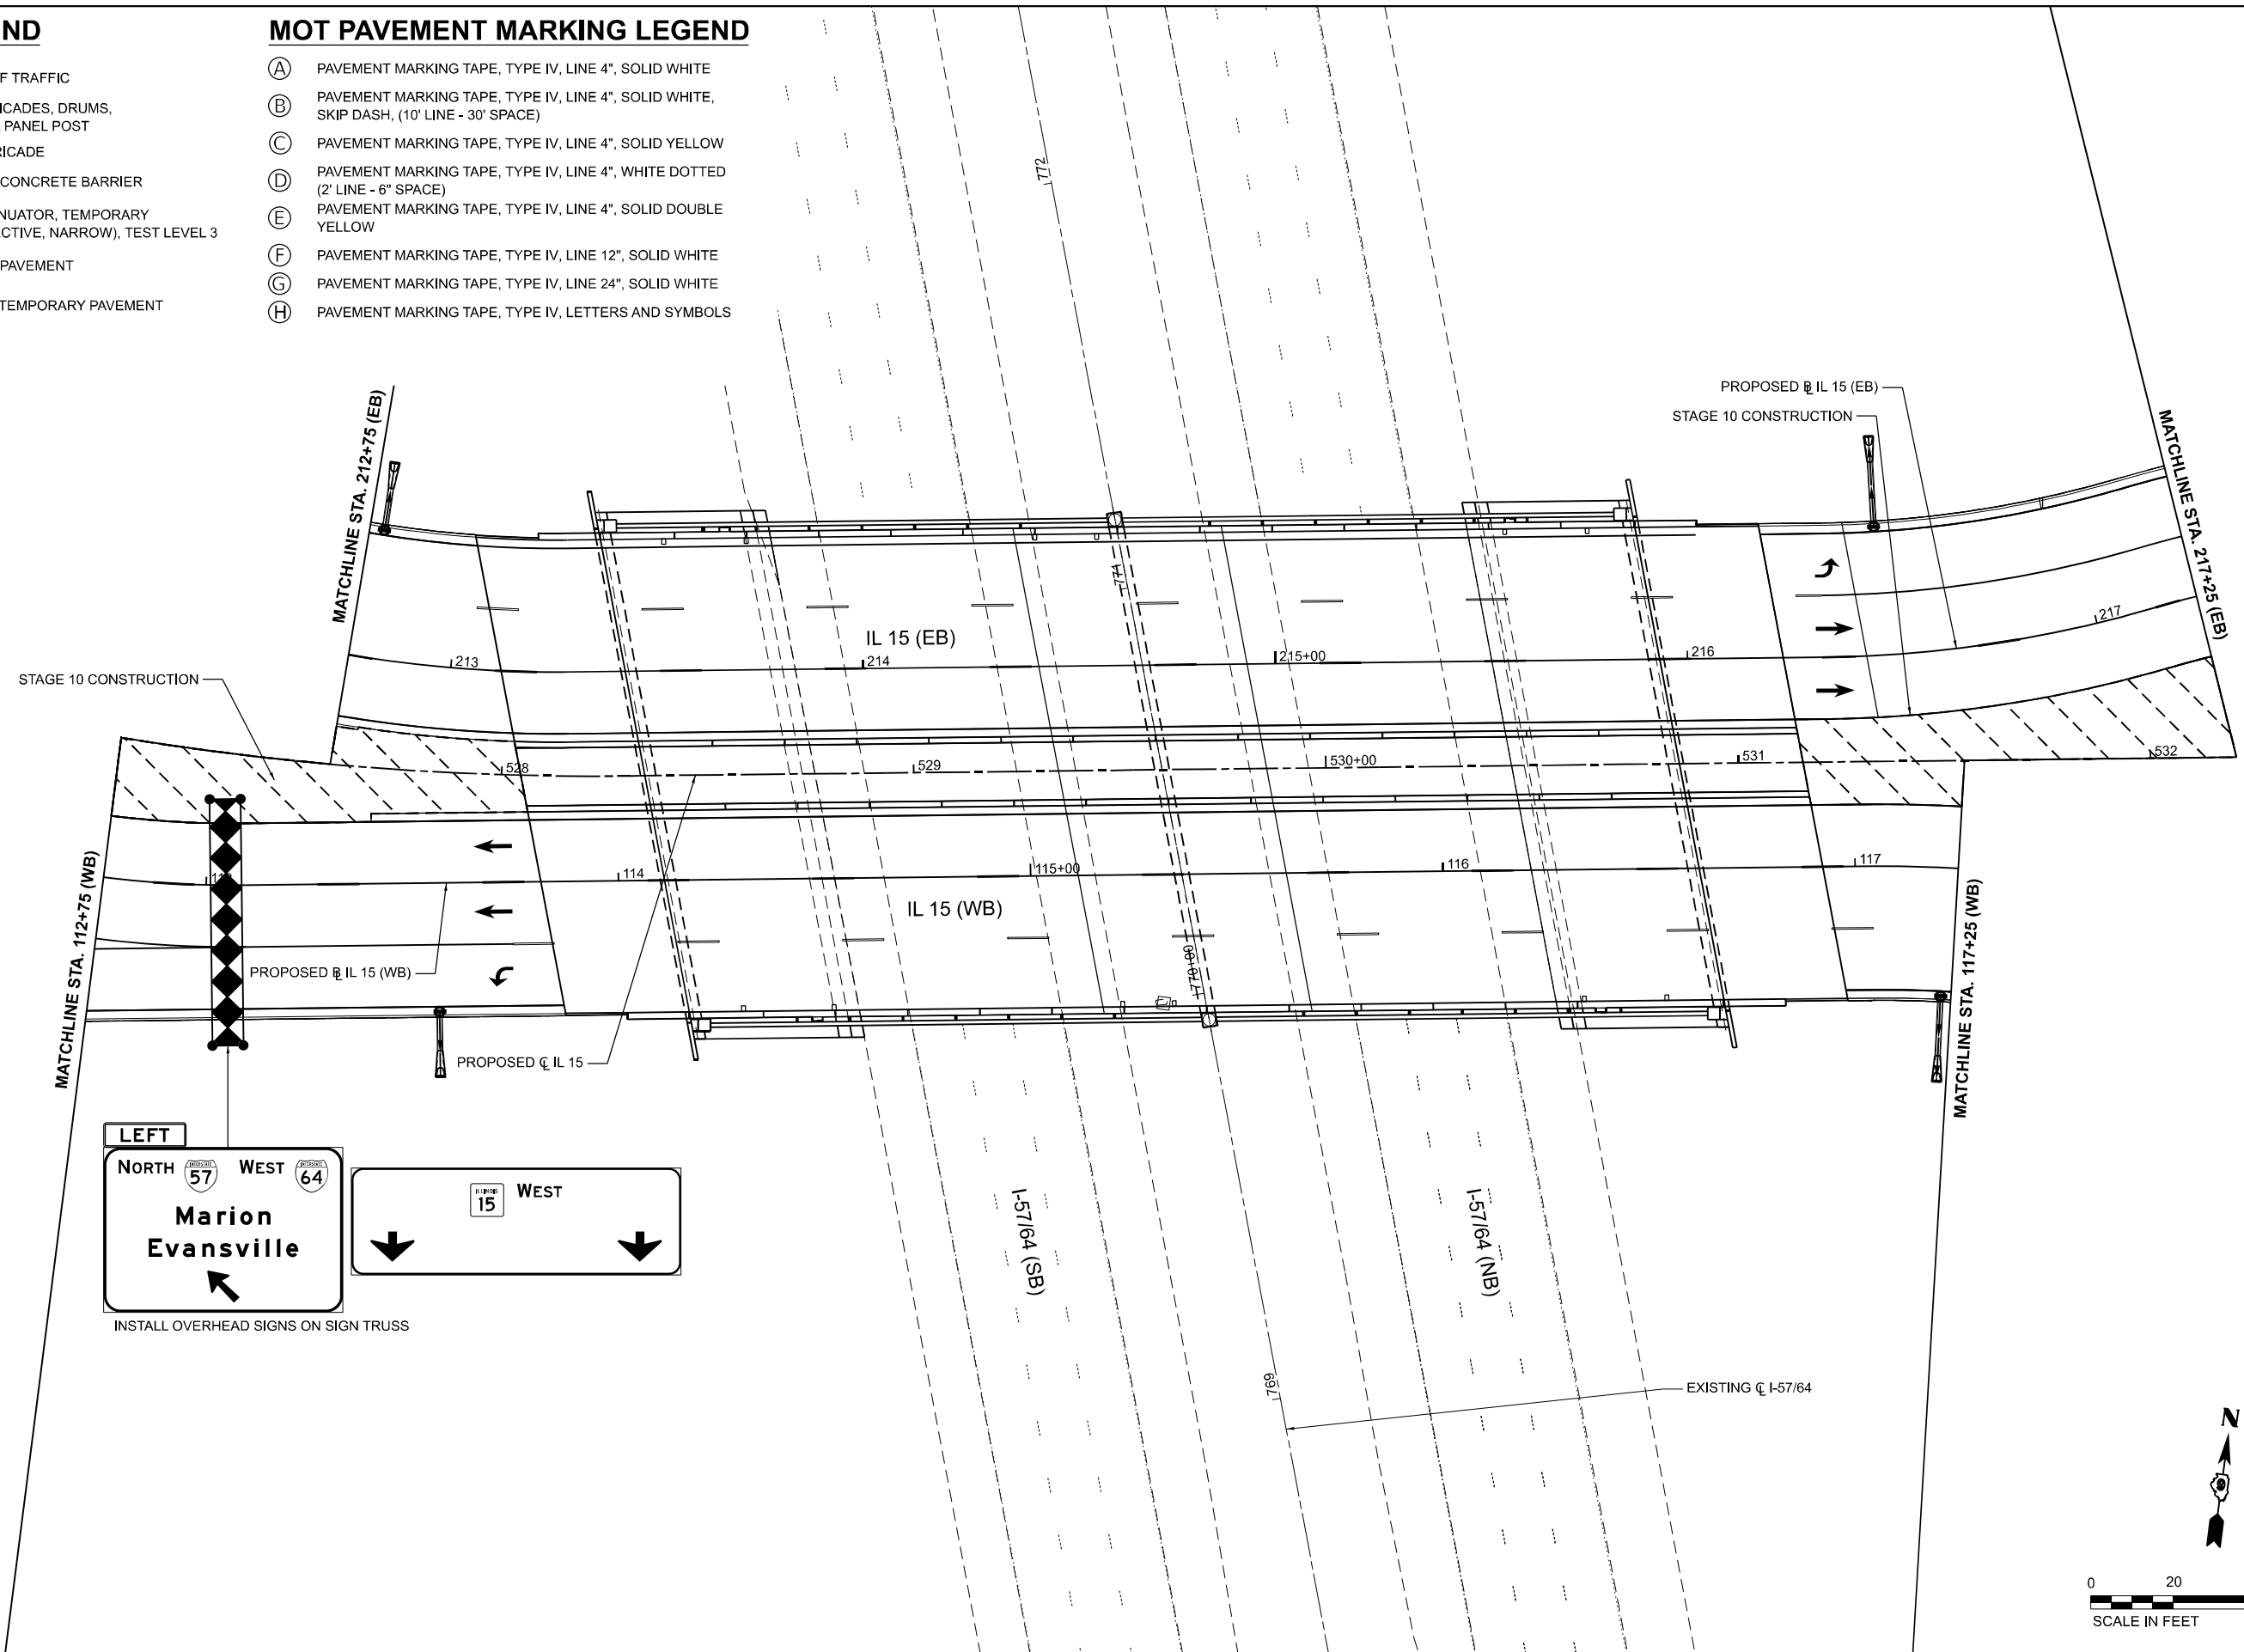 ND
F TRAFFIC
ICADES, DRUMS,
PANEL POST
RICADE
CONCRETE BARRIER
NUATOR, TEMPORARY
ECTIVE, NARROW), TEST LEVEL 3
PAVEMENT
TEMPORARY PAVEMENT
MOT PAVEMENT MARKING LEGEND
A PAVEMENT MARKING TAPE, TYPE IV, LINE 4", SOLID WHITE
B PAVEMENT MARKING TAPE, TYPE IV, LINE 4", SOLID WHITE,
SKIP DASH, (10' LINE - 30' SPACE)
C PAVEMENT MARKING TAPE, TYPE IV, LINE 4", SOLID YELLOW
D PAVEMENT MARKING TAPE, TYPE IV, LINE 4", WHITE DOTTED
(2' LINE - 6" SPACE)
E PAVEMENT MARKING TAPE, TYPE IV, LINE 4", SOLID DOUBLE
YELLOW
F PAVEMENT MARKING TAPE, TYPE IV, LINE 12", SOLID WHITE
G PAVEMENT MARKING TAPE, TYPE IV, LINE 24", SOLID WHITE
H PAVEMENT MARKING TAPE, TYPE IV, LETTERS AND SYMBOLS
772
PROPOSED ⅊ IL 15 (EB)
STAGE 10 CONSTRUCTION
MATCHLINE STA. 212+75 (EB)
MATCHLINE STA. 217+25 (EB)
771
IL 15 (EB)
213
214
215+00
216
217
STAGE 10 CONSTRUCTION
528
529
530+00
531
532
114
115+00
116
117
IL 15 (WB)
MATCHLINE STA. 112+75 (WB)
MATCHLINE STA. 117+25 (WB)
PROPOSED ⅊ IL 15 (WB)
770+00
PROPOSED ℄ IL 15
LEFT
NORTH INTERSTATE 57 WEST INTERSTATE 64
Marion
Evansville
ILLINOIS 15 WEST
INSTALL OVERHEAD SIGNS ON SIGN TRUSS
I-57/64 (SB)
I-57/64 (NB)
769
EXISTING ℄ I-57/64
N
9
0 20
SCALE IN FEET